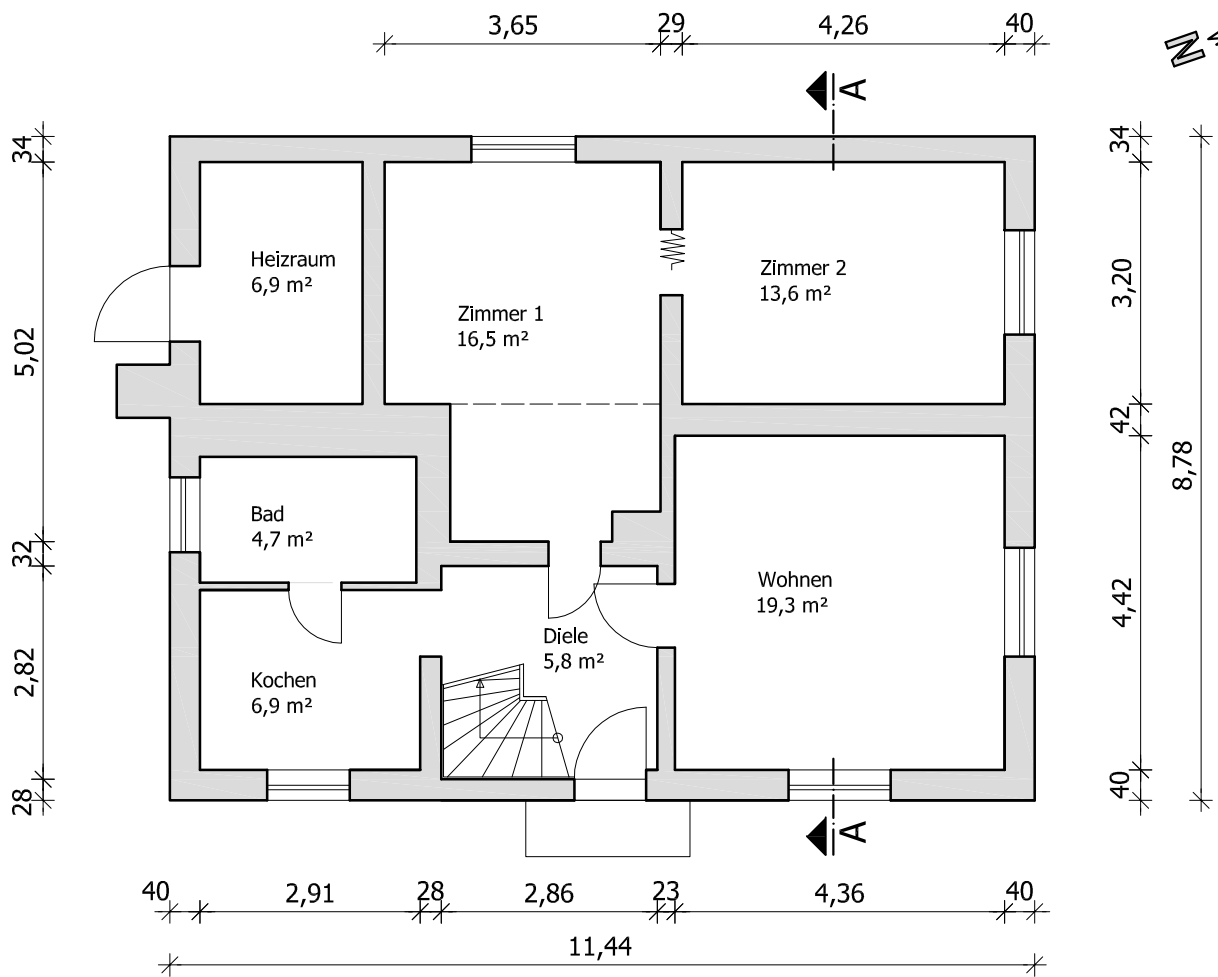 3,65
29
4,26
40
N
A
34
5,02
32
2,82
28
34
3,20
42
4,42
40
8,78
Heizraum
6,9 m²
Zimmer 1
16,5 m²
Zimmer 2
13,6 m²
Bad
4,7 m²
Wohnen
19,3 m²
Diele
5,8 m²
Kochen
6,9 m²
A
40
2,91
28
2,86
23
4,36
40
11,44